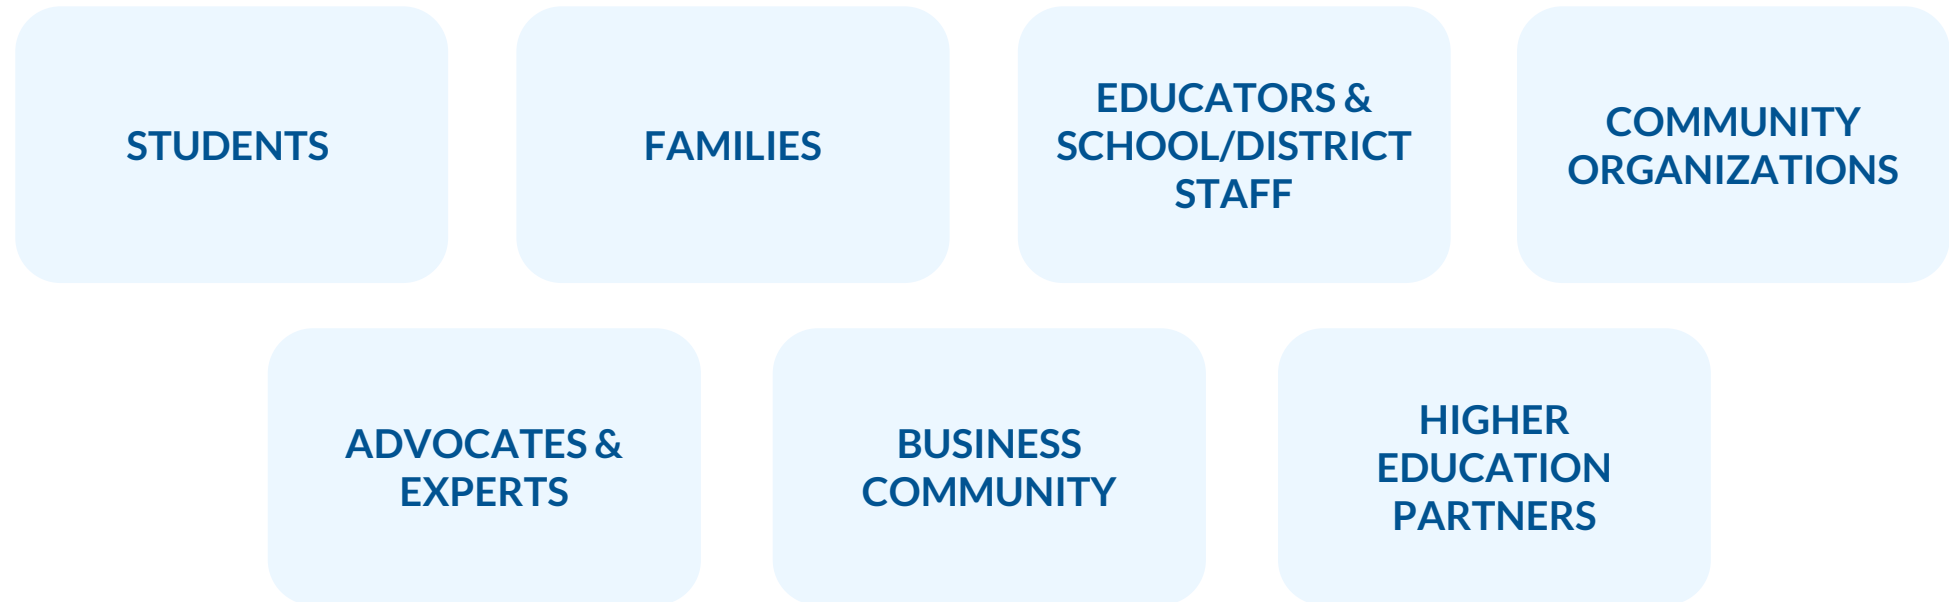 STUDENTS
FAMILIES
EDUCATORS &
SCHOOL/DISTRICT
STAFF
COMMUNITY
ORGANIZATIONS
ADVOCATES &
EXPERTS
BUSINESS
COMMUNITY
HIGHER
EDUCATION
PARTNERS